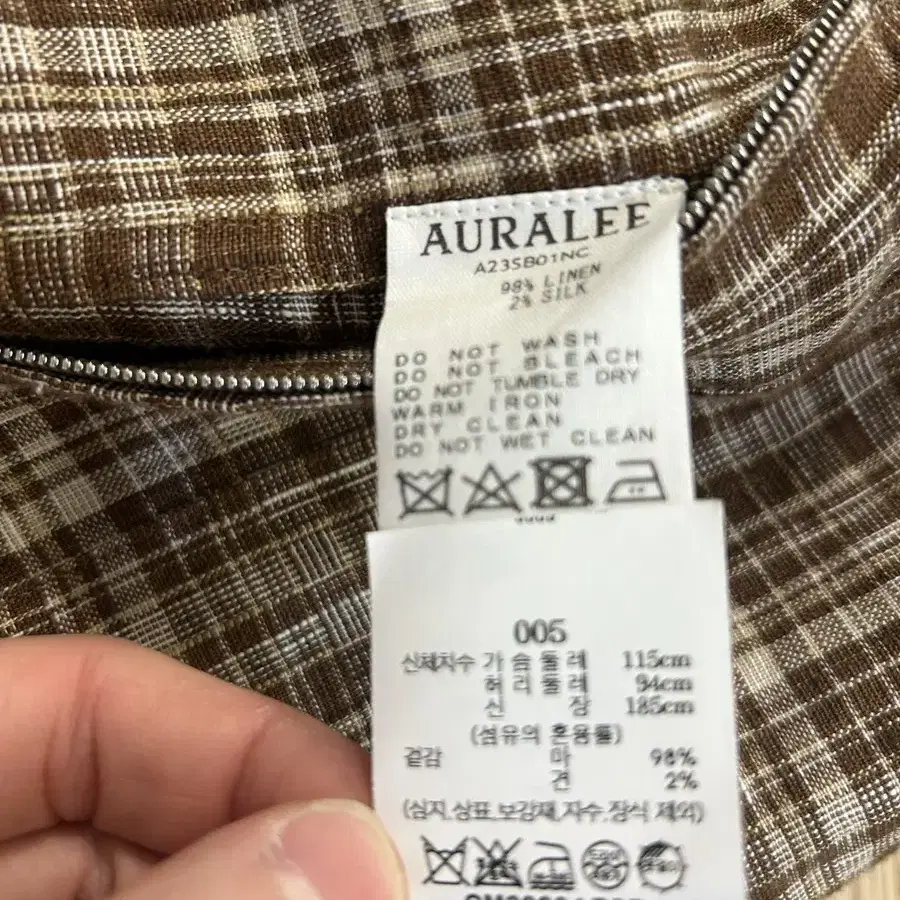 AURALEE
A23SB01NC
98% LINEN
2% SILK
DO NOT WASH
DO NOT BLEACH
DO NOT TUMBLE DRY
WARM IRON
DRY CLEAN
DO NOT WET CLEAN
005
신체치수 가슴둘레 115cm
허리둘레 94cm
신 장 185cm
(섬유의 혼용률)
겉감 마 98%
견 2%
(심지,상표,보강재,자수,장식 제외)